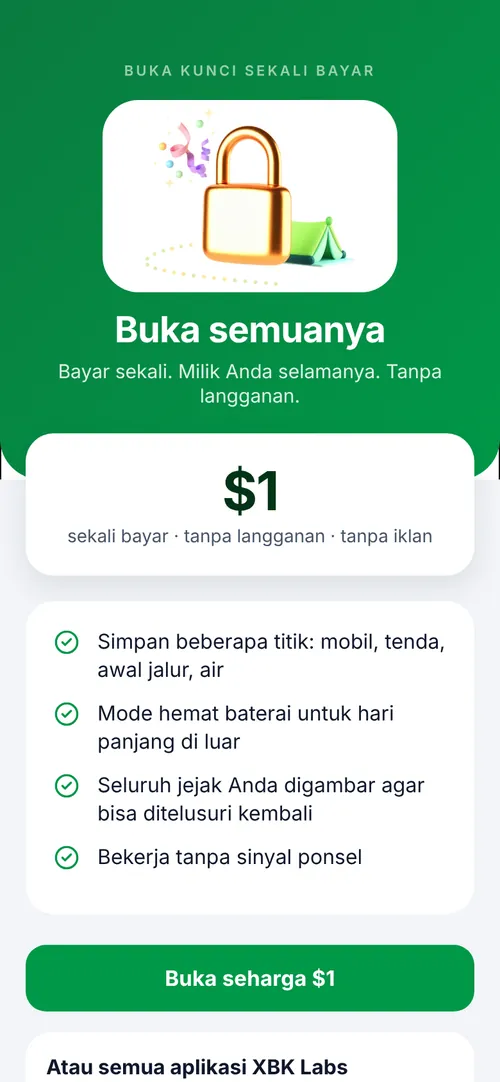 BUKA KUNCI SEKALI BAYAR
Buka semuanya
Bayar sekali. Milik Anda selamanya. Tanpa
langganan.
$1
sekali bayar · tanpa langganan · tanpa iklan
Simpan beberapa titik: mobil, tenda,
awal jalur, air
Mode hemat baterai untuk hari
panjang di luar
Seluruh jejak Anda digambar agar
bisa ditelusuri kembali
Bekerja tanpa sinyal ponsel
Buka seharga $1
Atau semua aplikasi XBK Labs